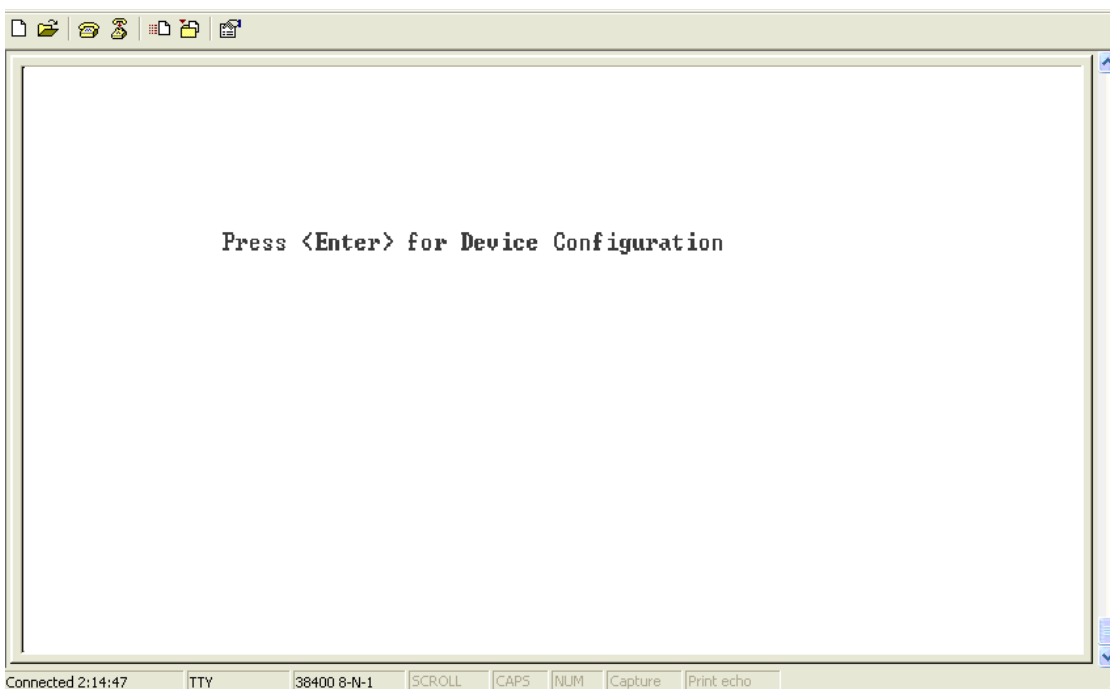 Press <Enter> for Device Configuration
Connected 2:14:47 TTY 38400 8-N-1 SCROLL CAPS NUM Capture Print echo